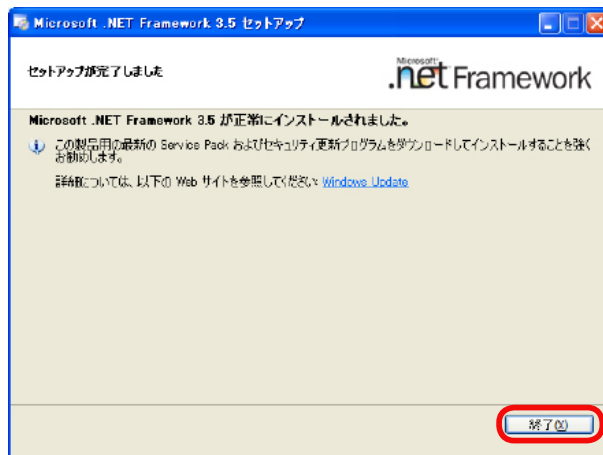 Microsoft .NET Framework 3.5 セットアップ
セットアップが完了しました
Microsoft
.net Framework
Microsoft .NET Framework 3.5 が正常にインストールされました。
この製品用の最新の Service Pack およびセキュリティ更新プログラムをダウンロードしてインストールすることを強く
お勧めします。
詳細については、以下の Web サイトを参照してください: Windows Update
終了(X)